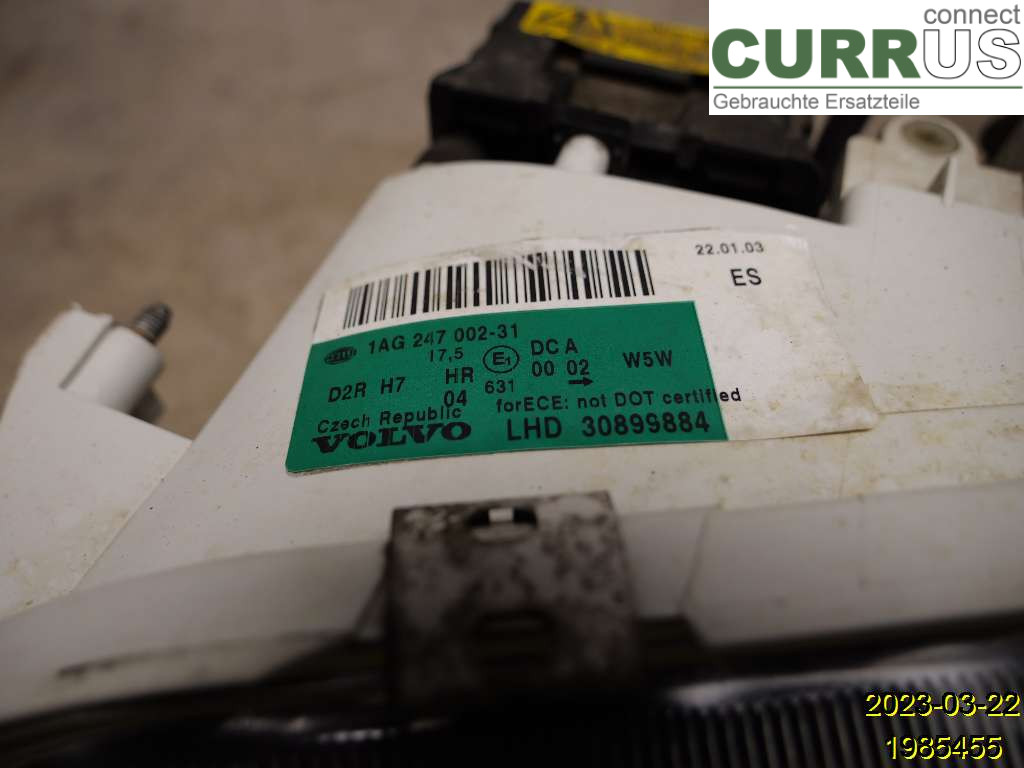 connect
CURRUS
Gebrauchte Ersatzteile
22.01.03
ES
1AG 247 002-31
17,5 E1 DC A
D2R H7 HR 00 02 W5W
04 631
Czech Republic forECE: not DOT certified
VOLVO LHD 30899884
2023-03-22
1985455